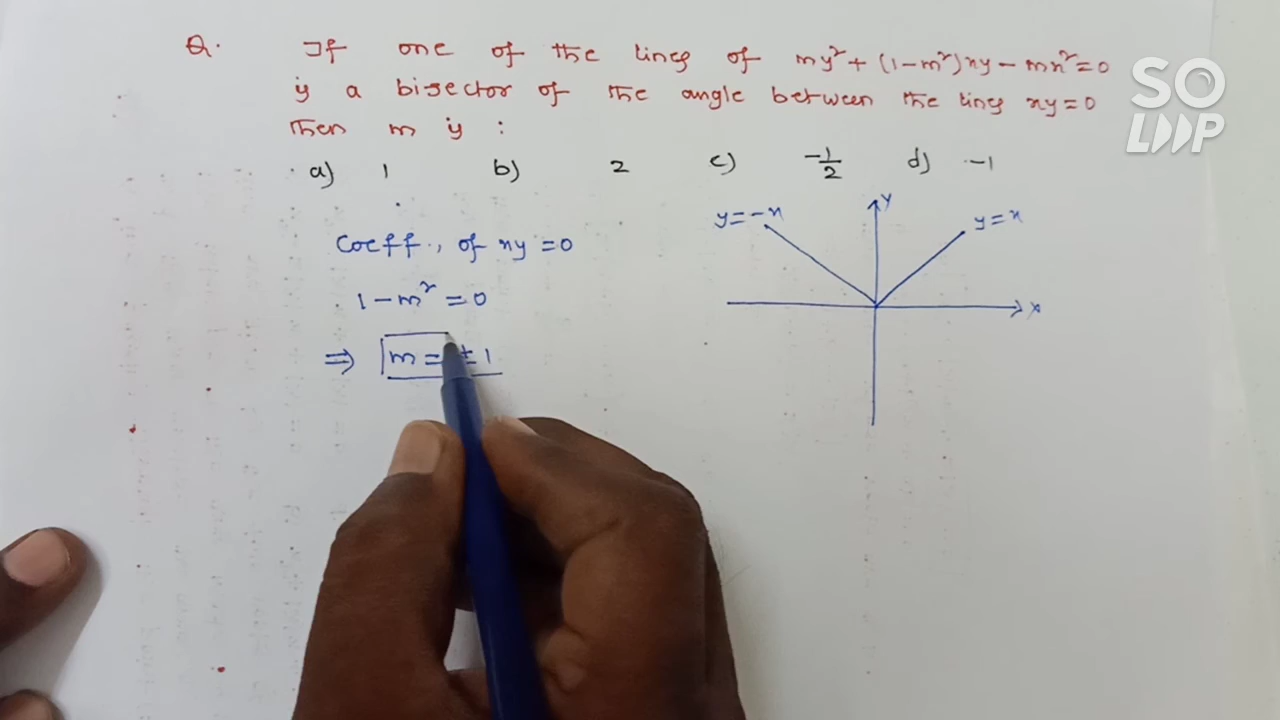 Q. If one of the lines of my²+(1-m²)xy-mx²=0
is a bisector of the angle between the lines xy=0
then m is :
a) 1 b) 2 c) -1/2 d) -1
Coeff., of xy =0
1-m²=0
⇒ m=±1
y=-x
y
y=x
x
SO
LOOP